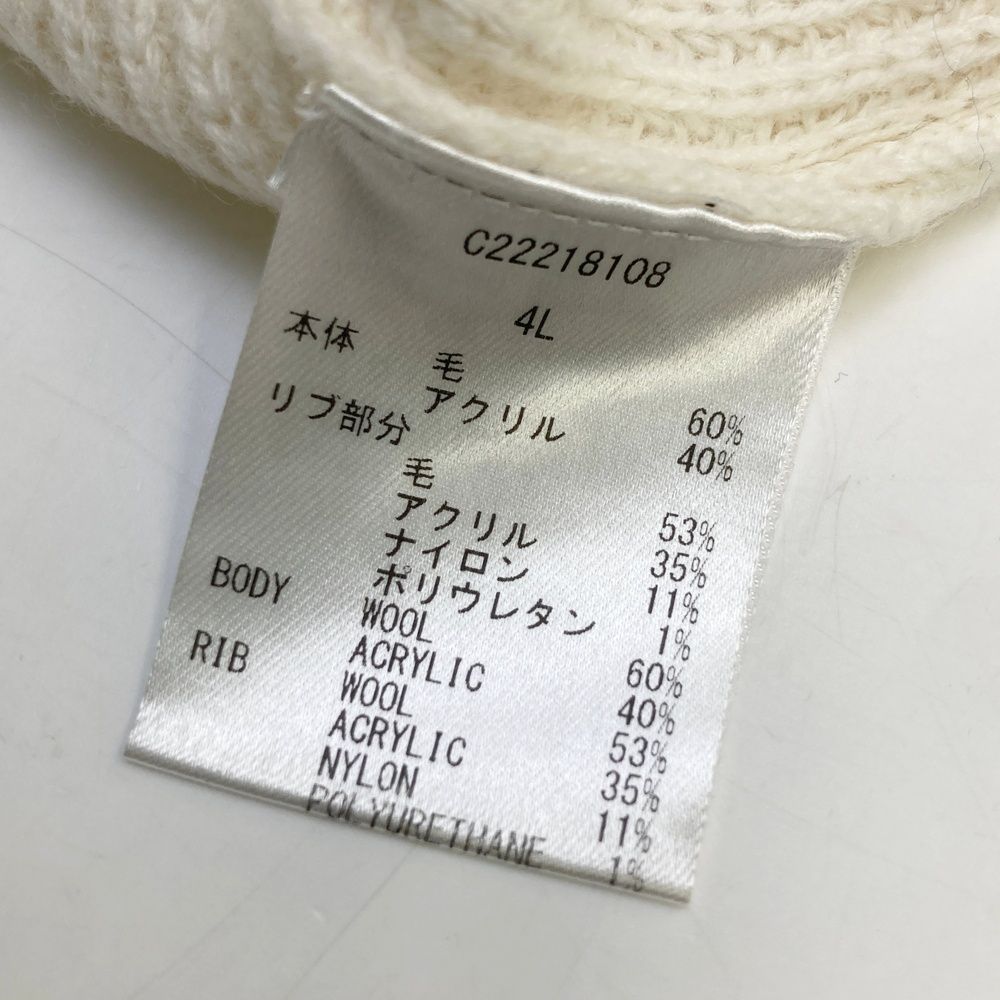 C22218108
4L
本体
毛 60%
アクリル 40%
リブ部分
毛 53%
アクリル 35%
ナイロン 11%
ポリウレタン 1%
BODY WOOL 60%
ACRYLIC 40%
RIB WOOL 53%
ACRYLIC 35%
NYLON 11%
POLYURETHANE 1%